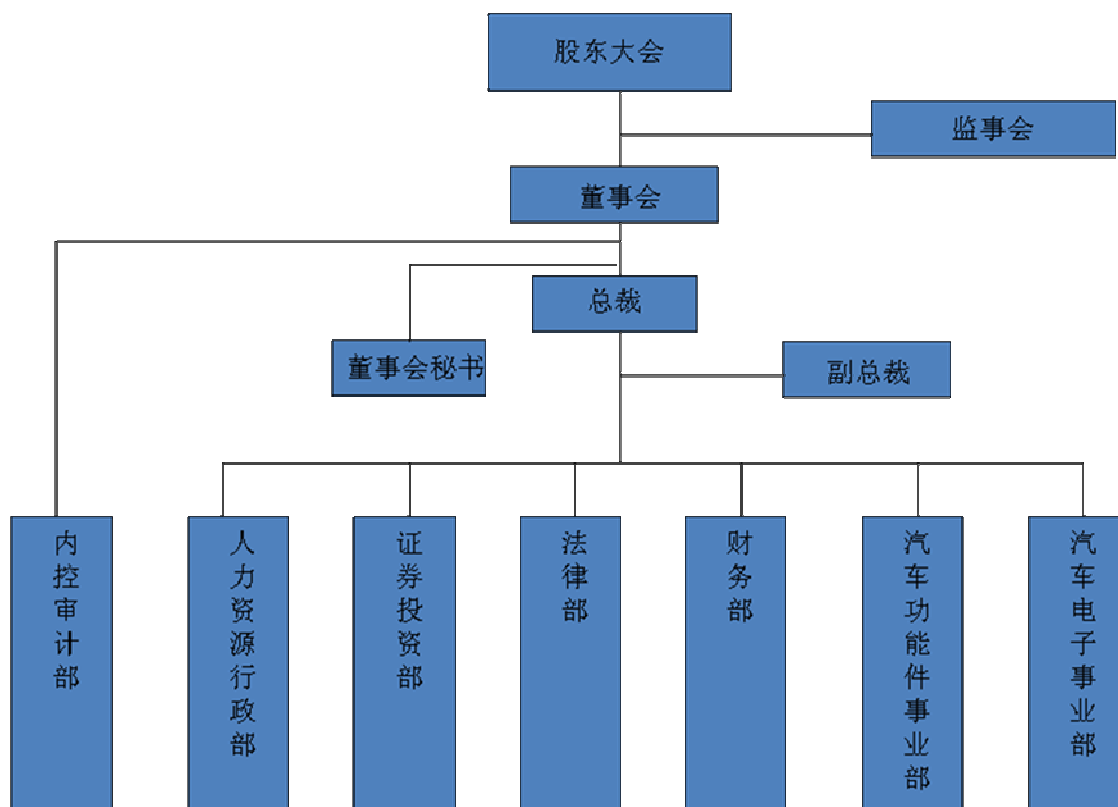 股东大会
监事会
董事会
总裁
董事会秘书
副总裁
内控审计部
人力资源行政部
证券投资部
法律部
财务部
汽车功能件事业部
汽车电子事业部